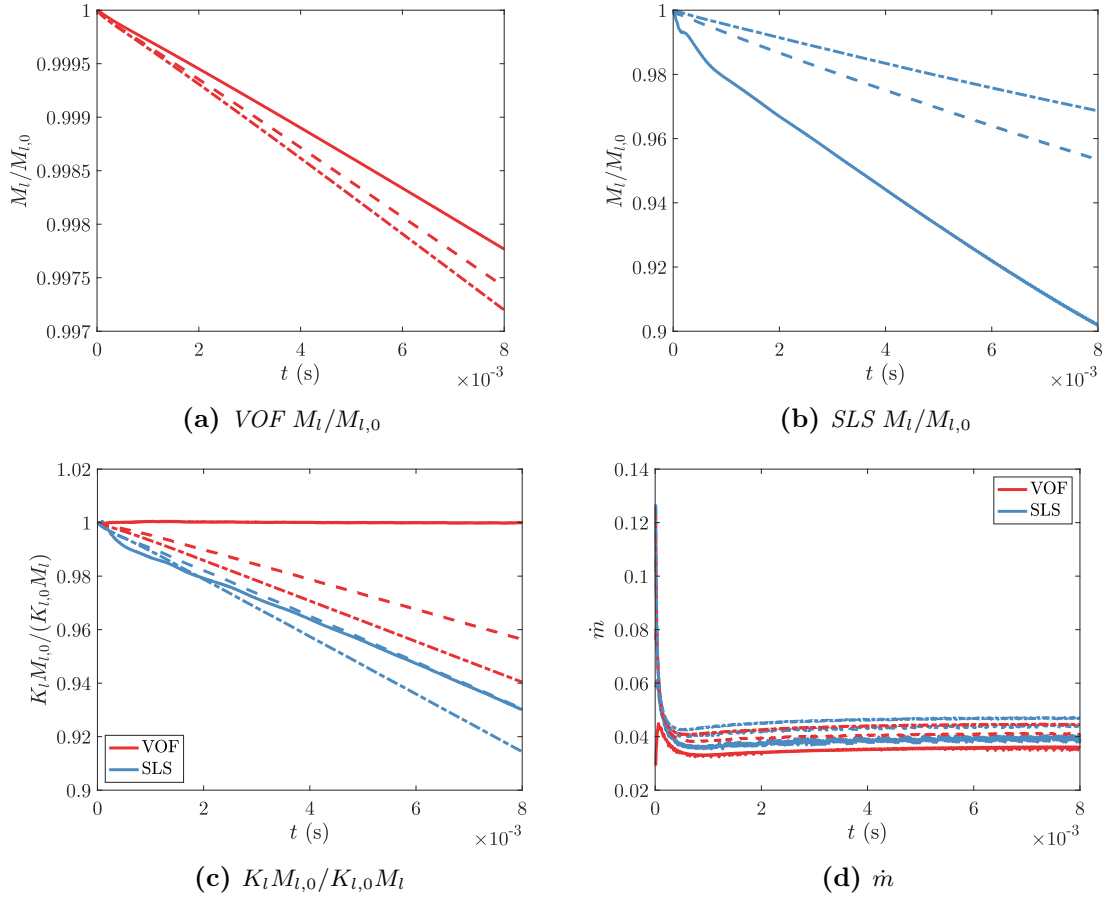 1
0.9995
0.999
0.9985
0.998
0.9975
0.997
M_l/M_{l,0}
0 2 4 6 8
t (s)
×10^{-3}
(a) VOF M_l/M_{l,0}
1
0.98
0.96
0.94
0.92
0.9
M_l/M_{l,0}
0 2 4 6 8
t (s)
×10^{-3}
(b) SLS M_l/M_{l,0}
1.02
1
0.98
0.96
0.94
0.92
0.9
K_l M_{l,0}/(K_{l,0} M_l)
VOF
SLS
0 2 4 6 8
t (s)
×10^{-3}
(c) K_l M_{l,0}/K_{l,0} M_l
0.14
0.12
0.1
0.08
0.06
0.04
0.02
ṁ
VOF
SLS
0 2 4 6 8
t (s)
×10^{-3}
(d) ṁ